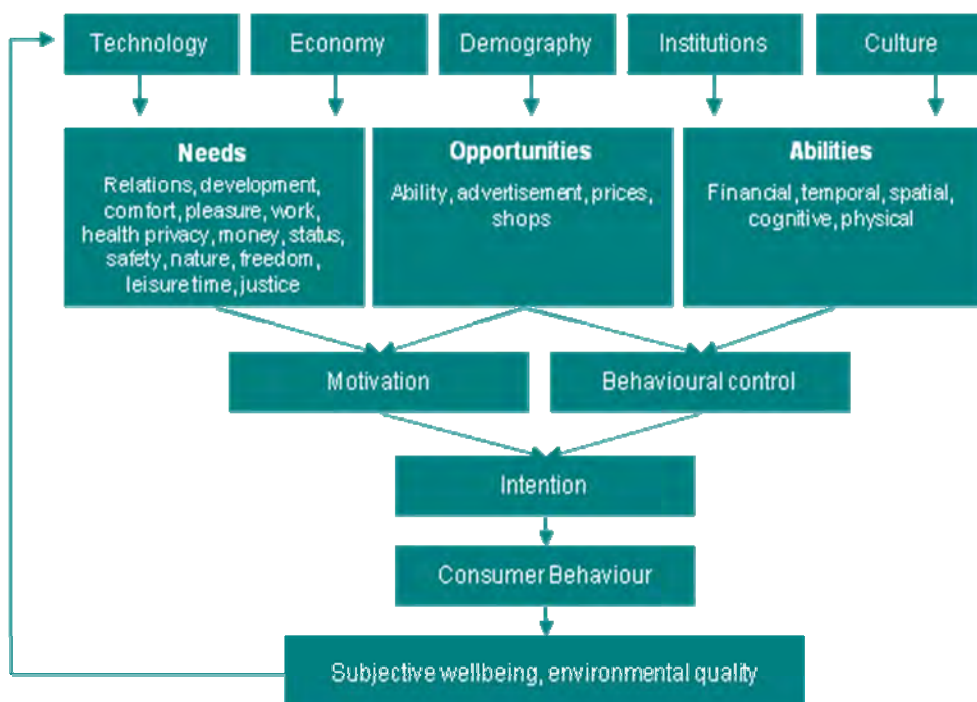 Technology
Economy
Demography
Institutions
Culture
Needs
Relations, development,
comfort, pleasure, work,
health privacy, money, status,
safety, nature, freedom,
leisure time, justice
Opportunities
Ability, advertisement, prices,
shops
Abilities
Financial, temporal, spatial,
cognitive, physical
Motivation
Behavioural control
Intention
Consumer Behaviour
Subjective wellbeing, environmental quality